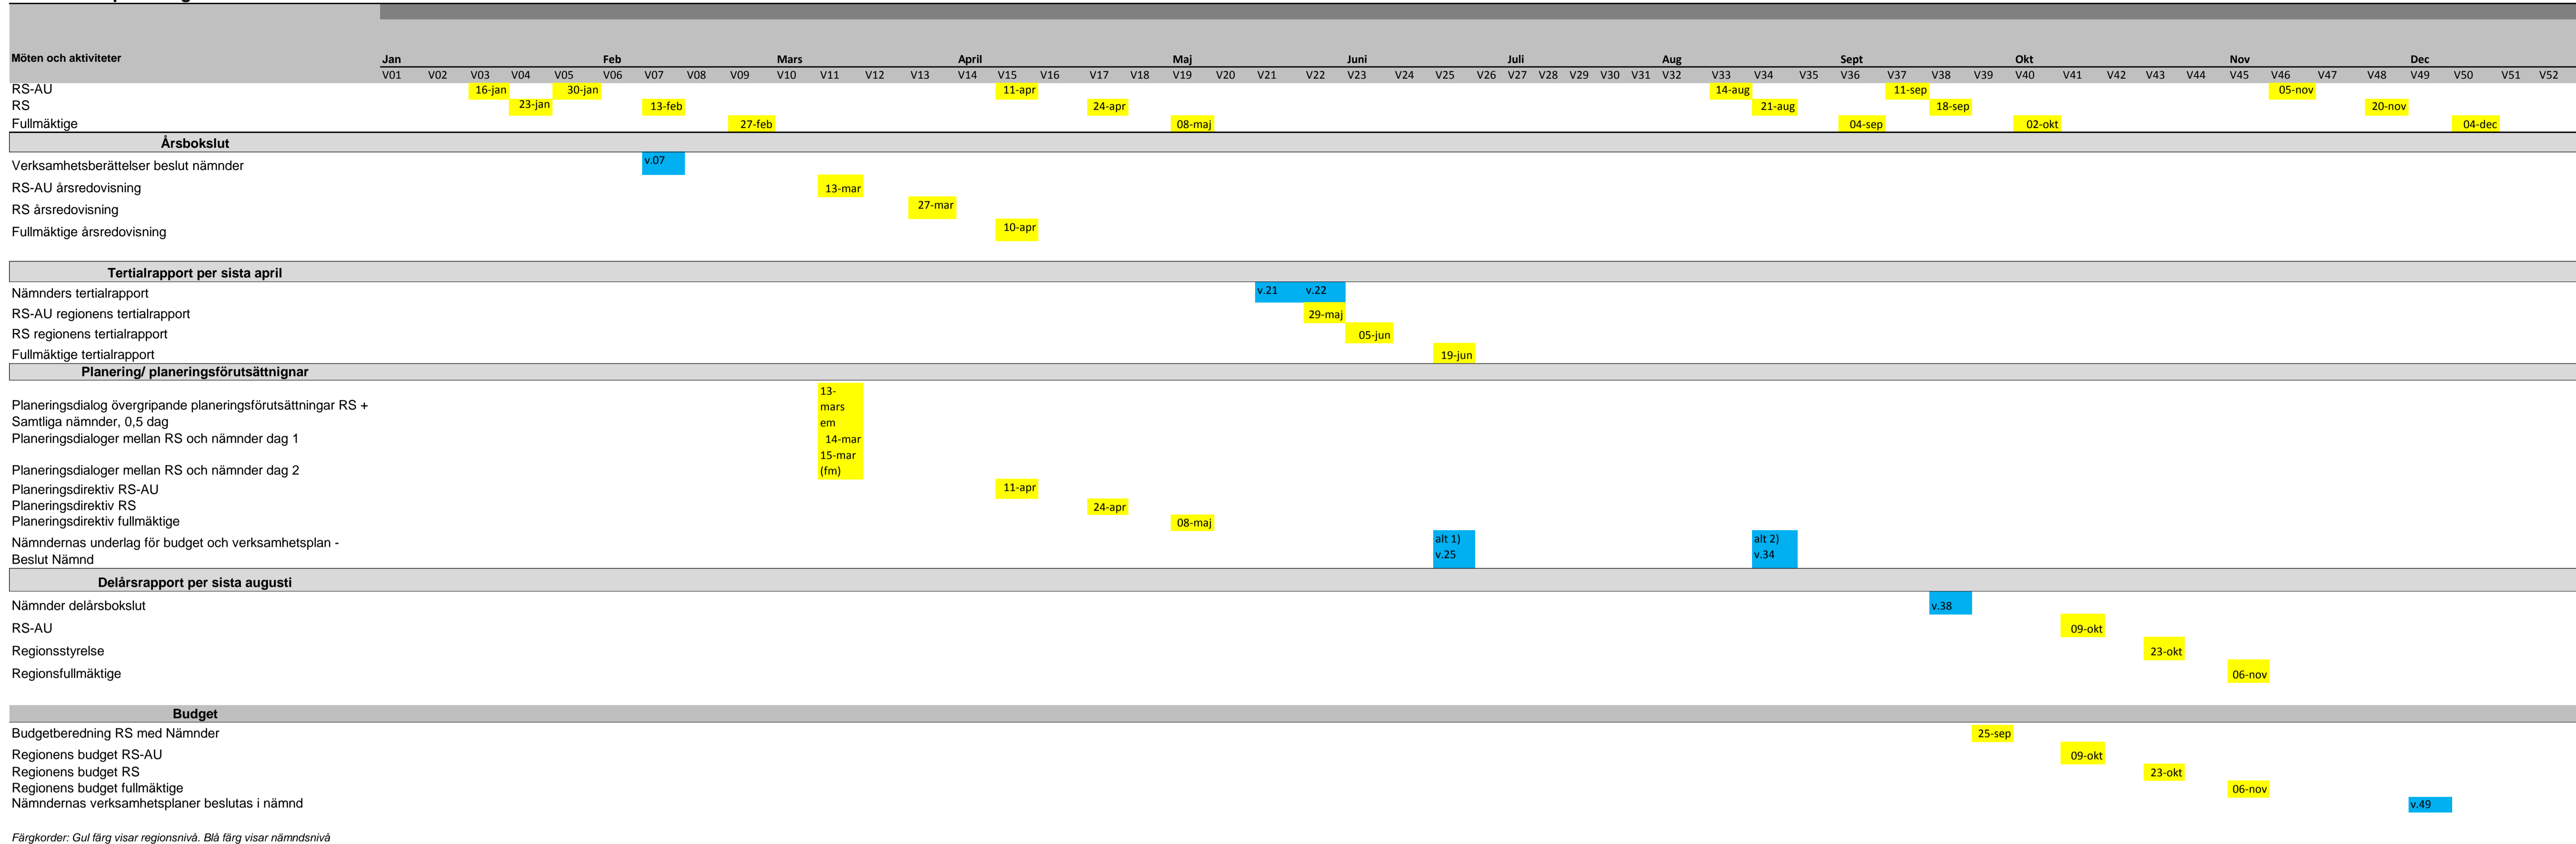 Möten och aktiviteter
Jan Feb Mars April Maj Juni Juli Aug Sept Okt Nov Dec
V01 V02 V03 V04 V05 V06 V07 V08 V09 V10 V11 V12 V13 V14 V15 V16 V17 V18 V19 V20 V21 V22 V23 V24 V25 V26 V27 V28 V29 V30 V31 V32 V33 V34 V35 V36 V37 V38 V39 V40 V41 V42 V43 V44 V45 V46 V47 V48 V49 V50 V51 V52
RS-AU 16-jan 30-jan 11-apr 14-aug 11-sep 05-nov
RS 23-jan 13-feb 24-apr 21-aug 18-sep 20-nov
Fullmäktige 27-feb 08-maj 04-sep 02-okt 04-dec
Årsbokslut
Verksamhetsberättelser beslut nämnder v.07
RS-AU årsredovisning 13-mar
RS årsredovisning 27-mar
Fullmäktige årsredovisning 10-apr
Tertialrapport per sista april
Nämnders tertialrapport v.21 v.22
RS-AU regionens tertialrapport 29-maj
RS regionens tertialrapport 05-jun
Fullmäktige tertialrapport 19-jun
Planering/ planeringsförutsättnignar
13-
Planeringsdialog övergripande planeringsförutsättningar RS + mars
Samtliga nämnder, 0,5 dag em
Planeringsdialoger mellan RS och nämnder dag 1 14-mar
15-mar
Planeringsdialoger mellan RS och nämnder dag 2 (fm)
Planeringsdirektiv RS-AU 11-apr
Planeringsdirektiv RS 24-apr
Planeringsdirektiv fullmäktige 08-maj
Nämndernas underlag för budget och verksamhetsplan - alt 1) alt 2)
Beslut Nämnd v.25 v.34
Delårsrapport per sista augusti
Nämnder delårsbokslut v.38
RS-AU 09-okt
Regionsstyrelse 23-okt
Regionsfullmäktige 06-nov
Budget
Budgetberedning RS med Nämnder 25-sep
Regionens budget RS-AU 09-okt
Regionens budget RS 23-okt
Regionens budget fullmäktige 06-nov
Nämndernas verksamhetsplaner beslutas i nämnd v.49
Färgkorder: Gul färg visar regionsnivå. Blå färg visar nämndsnivå